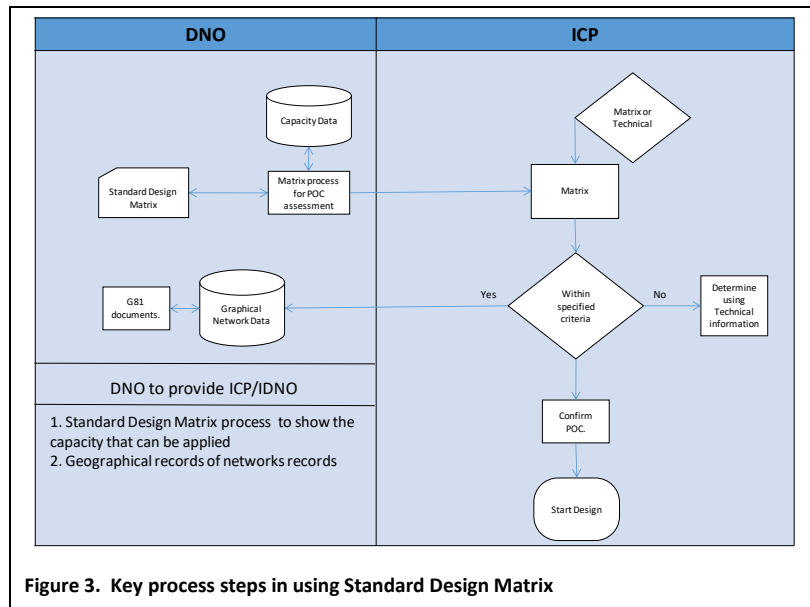 DNO
ICP
Capacity Data
Matrix or
Technical
Standard Design
Matrix
Matrix process
for POC
assessment
Matrix
G81
documents.
Graphical
Network Data
Yes
Within
specified
criteria
No
Determine
using
Technical
information
DNO to provide ICP/IDNO
1. Standard Design Matrix process to show the
capacity that can be applied
2. Geographical records of networks records
Confirm
POC.
Start Design
Figure 3. Key process steps in using Standard Design Matrix